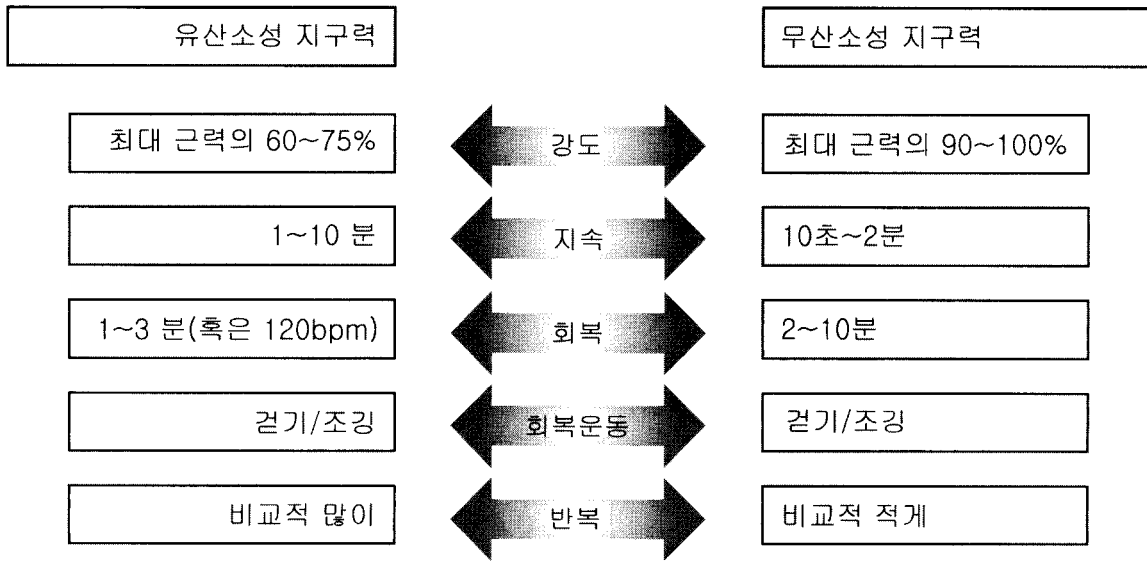 유산소성 지구력 무산소성 지구력
최대 근력의 60~75% 강도 최대 근력의 90~100%
1~10 분 지속 10초~2분
1~3 분(혹은 120bpm) 회복 2~10분
걷기/조깅 회복운동 걷기/조깅
비교적 많이 반복 비교적 적게